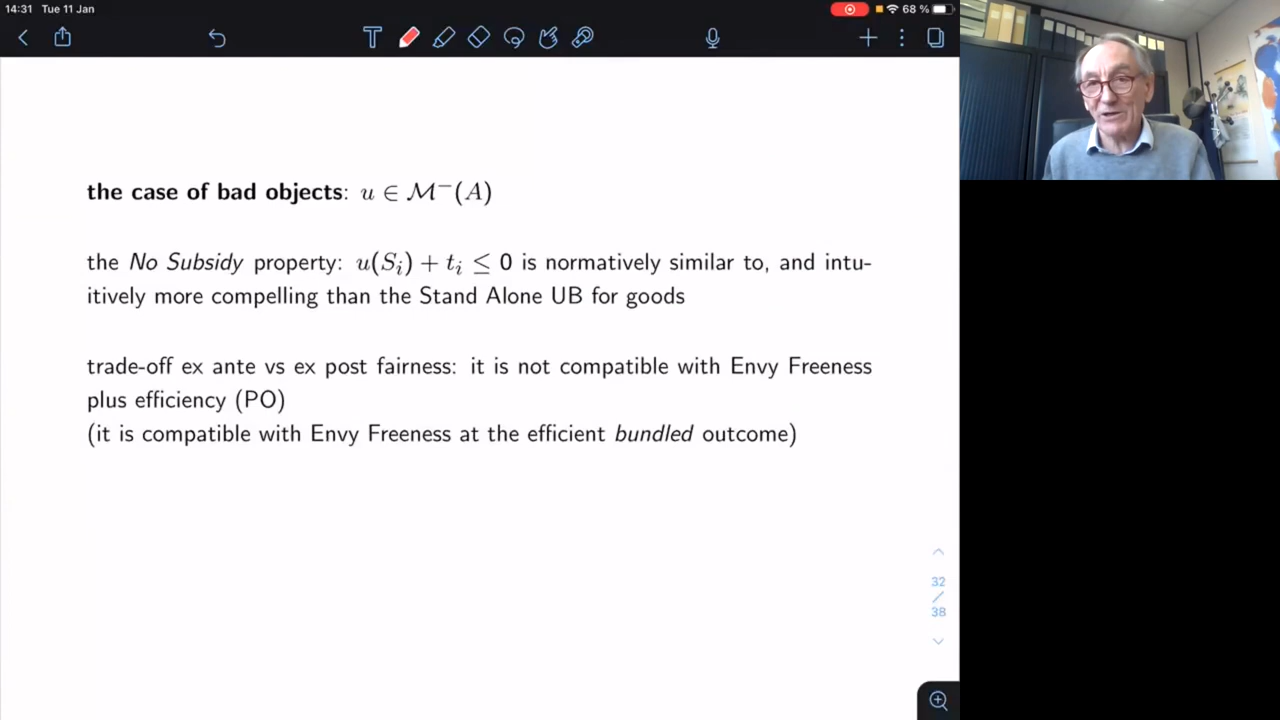 14:31 Tue 11 Jan
68 %
the case of bad objects: u ∈ ℳ⁻(A)
the No Subsidy property: u(Sᵢ) + tᵢ ≤ 0 is normatively similar to, and intu-
itively more compelling than the Stand Alone UB for goods
trade-off ex ante vs ex post fairness: it is not compatible with Envy Freeness
plus efficiency (PO)
(it is compatible with Envy Freeness at the efficient bundled outcome)
32
/
38